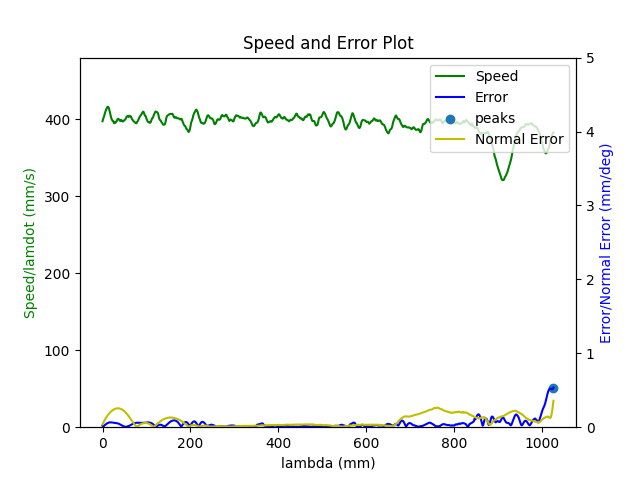 Speed and Error Plot
Speed/lamdot (mm/s)
400
300
200
100
0
Speed
Error
peaks
Normal Error
5
4
3
2
1
0
Error/Normal Error (mm/deg)
0 200 400 600 800 1000
lambda (mm)